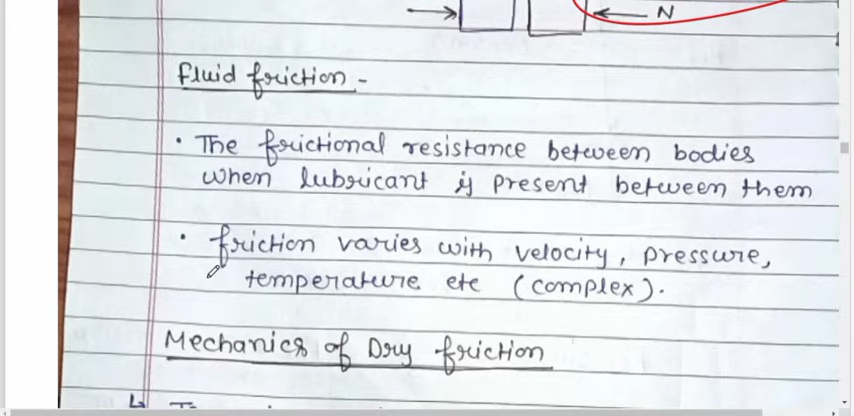 N
fluid friction -
• The frictional resistance between bodies
when lubricant is present between them
• friction varies with velocity, pressure,
temperature etc (complex).
Mechanics of Dry friction